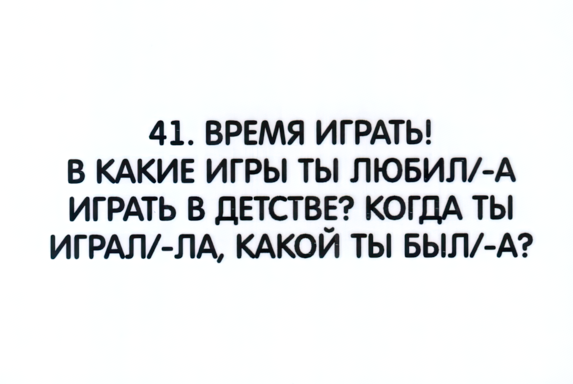 41. ВРЕМЯ ИГРАТЬ!
В КАКИЕ ИГРЫ ТЫ ЛЮБИЛ/-А
ИГРАТЬ В ДЕТСТВЕ? КОГДА ТЫ
ИГРАЛ/-ЛА, КАКОЙ ТЫ БЫЛ/-А?